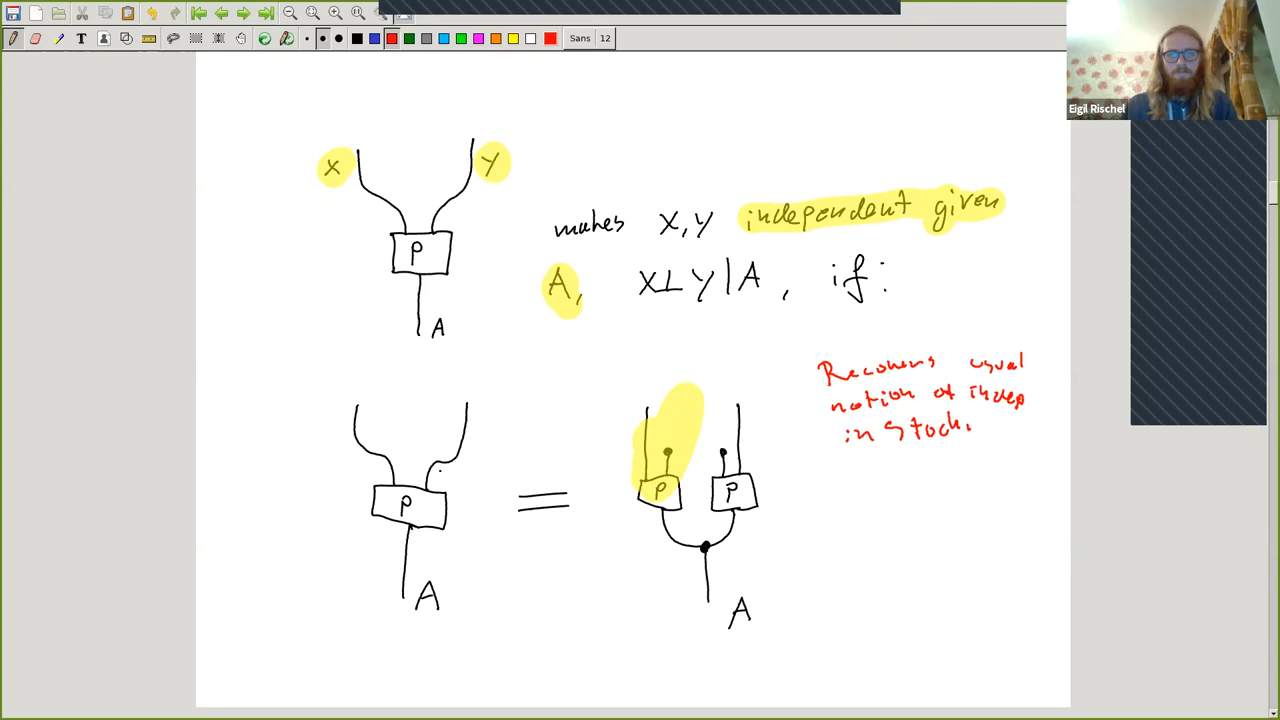 Sans 12
Eigil Rischel
X Y
P
A
makes X,Y independent given
A, X⊥Y|A, if:
Recovers usual
notion of indep
in Stoch.
P = P P
A A